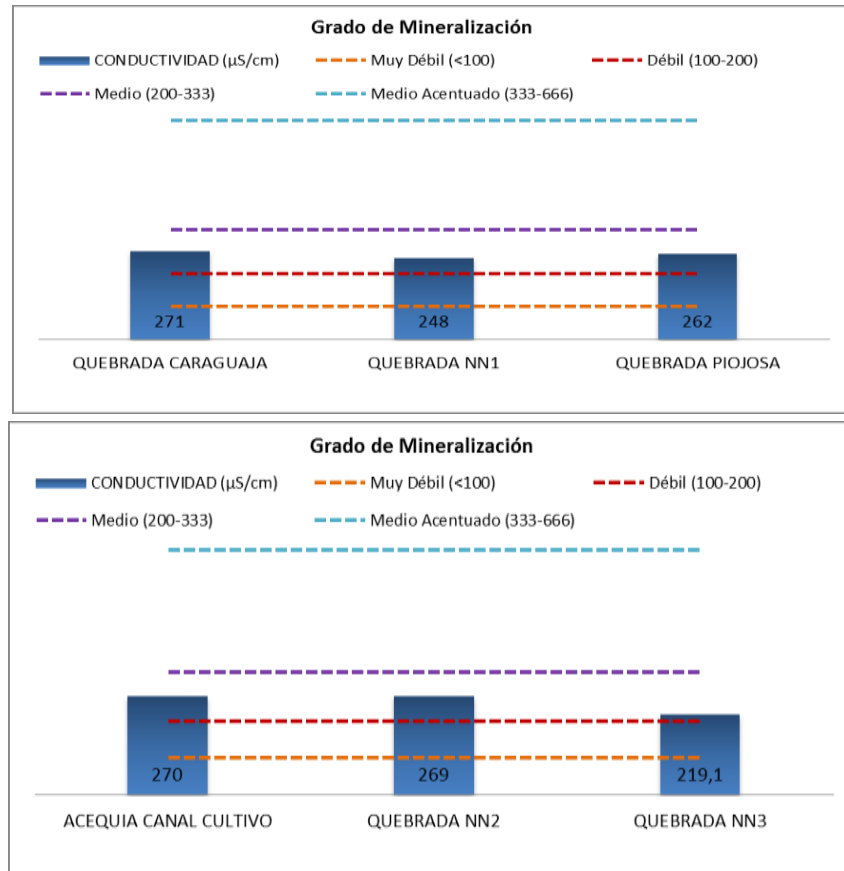 Grado de Mineralización
CONDUCTIVIDAD (µS/cm) Muy Débil (<100) Débil (100-200)
Medio (200-333) Medio Acentuado (333-666)
271 248 262
QUEBRADA CARAGUAJA QUEBRADA NN1 QUEBRADA PIOJOSA
Grado de Mineralización
CONDUCTIVIDAD (µS/cm) Muy Débil (<100) Débil (100-200)
Medio (200-333) Medio Acentuado (333-666)
270 269 219,1
ACEQUIA CANAL CULTIVO QUEBRADA NN2 QUEBRADA NN3